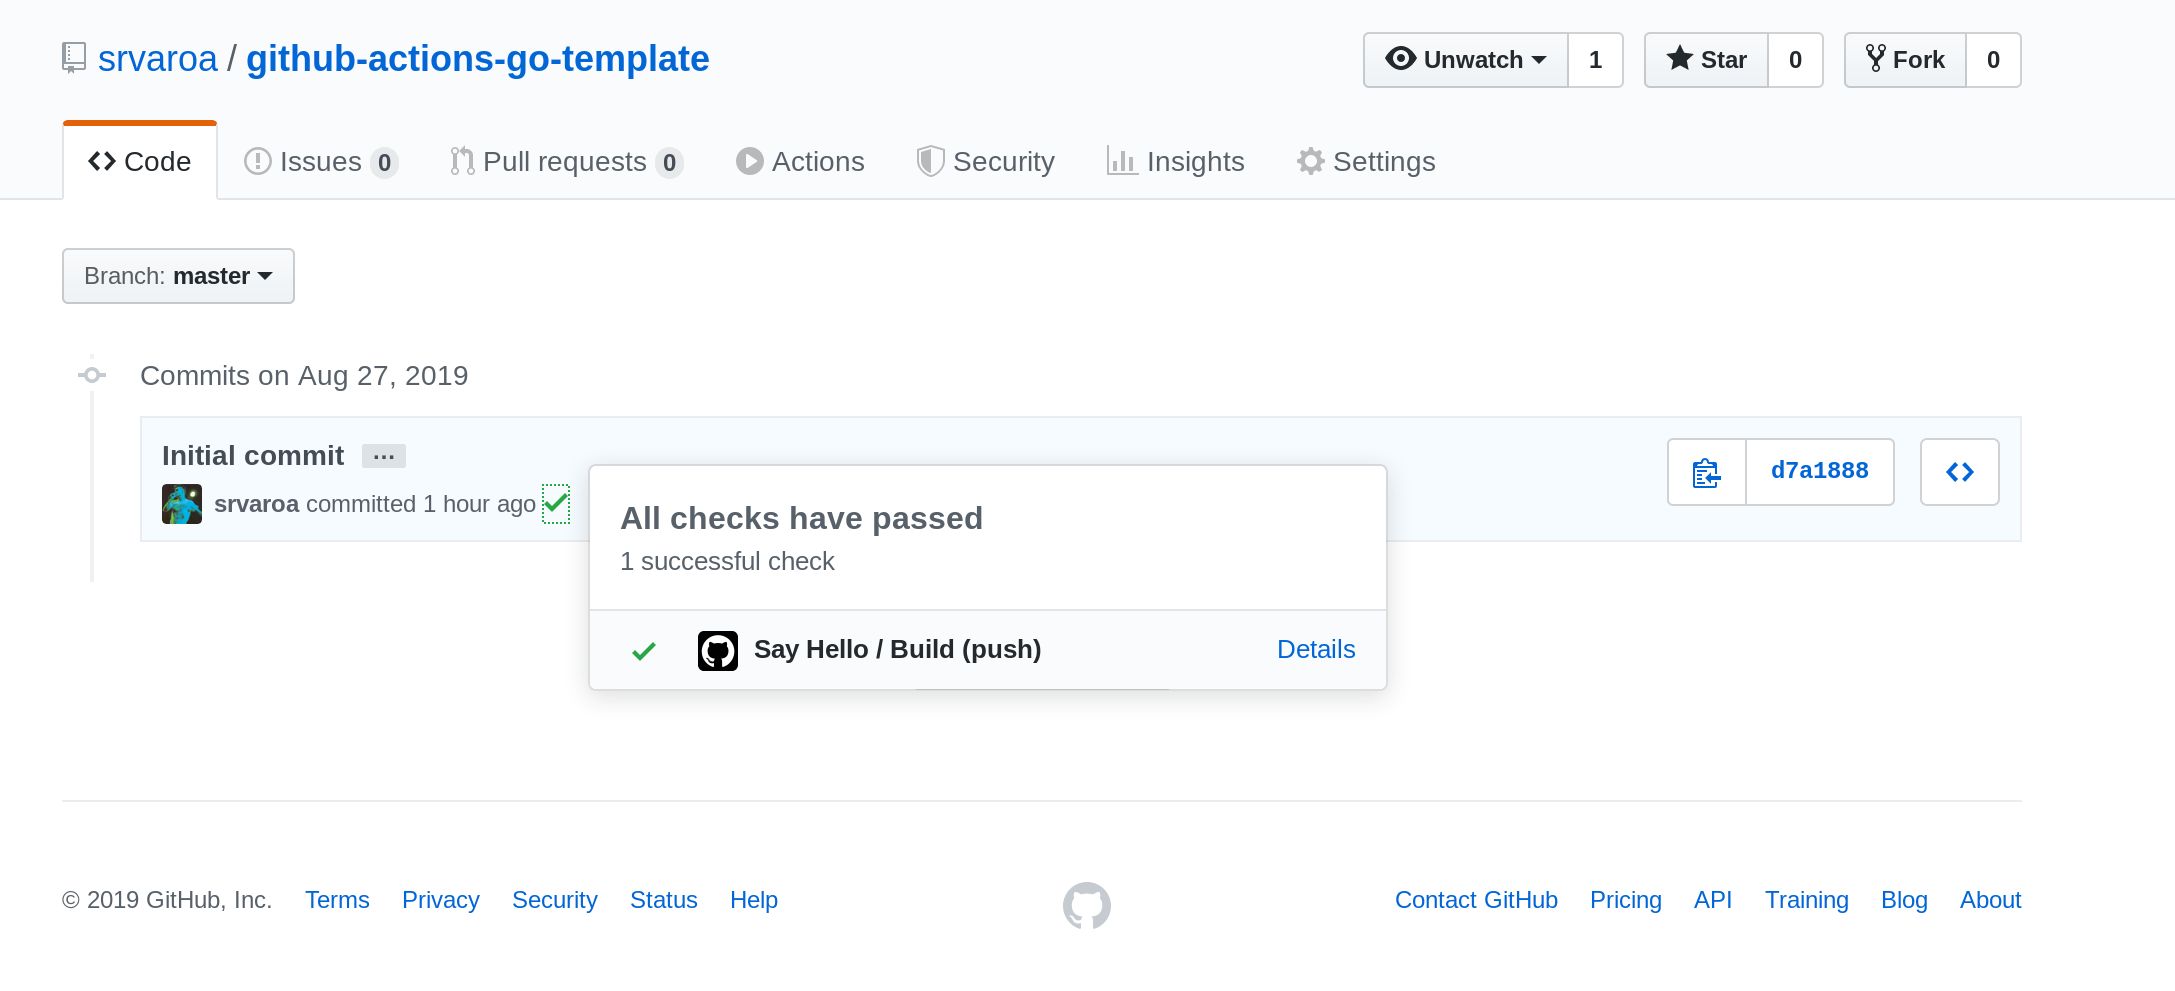 srvaroa / github-actions-go-template
Unwatch 1 Star 0 Fork 0
Code Issues 0 Pull requests 0 Actions Security Insights Settings
Branch: master
Commits on Aug 27, 2019
Initial commit …
d7a1888
srvaroa committed 1 hour ago
All checks have passed
1 successful check
Say Hello / Build (push) Details
© 2019 GitHub, Inc. Terms Privacy Security Status Help Contact GitHub Pricing API Training Blog About